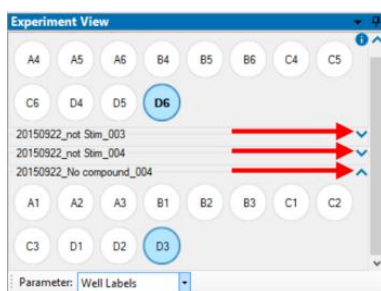 Experiment View
A4 A5 A6 B4 B5 B6 C4 C5
C6 D4 D5 D6
20150922_not Stim_003
20150922_not Stim_004
20150922_No compound_004
A1 A2 A3 B1 B2 B3 C1 C2
C3 D1 D2 D3
Parameter: Well Labels